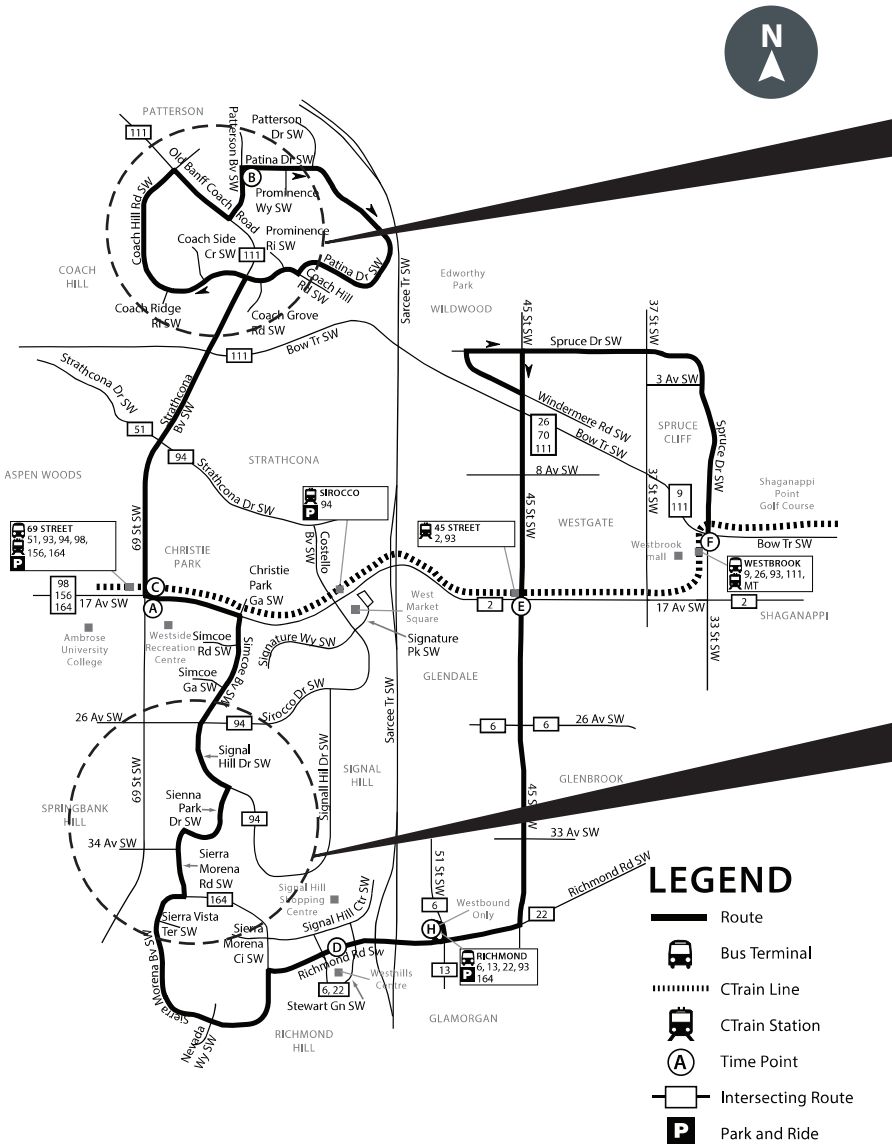 N
PATTERSON
Patterson
Dr SW
111
Patterson Bv SW
Old Banff Coach
Road
Patina Dr SW
B
Prominence
Wy SW
Coach Hill Rd SW
Coach Side
Cr SW
Prominence
Ri SW
111
Patina Dr SW
Coach Hill
Rd SW
COACH
HILL
Coach Ridge
Ri SW
Coach Grove
Rd SW
Sarcee Tr SW
Edworthy
Park
WILDWOOD
45 St SW
37 St SW
Spruce Dr SW
111
Bow Tr SW
Strathcona Dr SW
Strathcona
Bv SW
3 Av SW
Windermere Rd SW
Bow Tr SW
26
70
111
SPRUCE
CLIFF
Spruce Dr SW
51
94
ASPEN WOODS
STRATHCONA
Strathcona Dr SW
8 Av SW
37 St SW
9
111
Shaganappi
Point
Golf Course
SIROCCO
94
P
69 STREET
51, 93, 94, 98,
156, 164
P
69 St SW
CHRISTIE
PARK
Costello
Bv SW
45 STREET
2, 93
45 St SW
WESTGATE
Westbrook
mall
F
Bow Tr SW
WESTBROOK
9, 26, 93, 111,
MT
98
156
164
17 Av SW
C
A
Christie
Park
Ga SW
West
Market
Square
2
E
17 Av SW
2
SHAGANAPPI
33 St SW
Ambrose
University
College
Westside
Recreation
Centre
Simcoe
Rd SW
Simcoe Bv SW
Signature Wy SW
Signature
Pk SW
Simcoe
Ga SW
Sirocco Dr SW
GLENDALE
Sarcee Tr SW
26 Av SW
94
6
6
26 Av SW
Signal
Hill Dr SW
Signall Hil Dr SW
SIGNAL
HILL
69 St SW
SPRINGBANK
HILL
Sienna
Park
Dr SW
94
GLENBROOK
45 St SW
34 Av SW
33 Av SW
Sierra
Morena
Rd SW
51 St SW
Richmond Rd SW
164
Signal Hill
Shopping
Centre
Signal Hill Ctr SW
6
Westbound
Only
22
Sierra Vista
Ter SW
Sierra
Morena
Ci SW
D
H
Richmond Rd Sw
Sierra Morena Bv SW
Westhills
Centre
13
RICHMOND
6, 13, 22, 93
164
P
6, 22
Stewart Gn SW
GLAMORGAN
Nevada
Wy SW
RICHMOND
HILL
LEGEND
Route
Bus Terminal
CTrain Line
CTrain Station
A Time Point
Intersecting Route
P Park and Ride